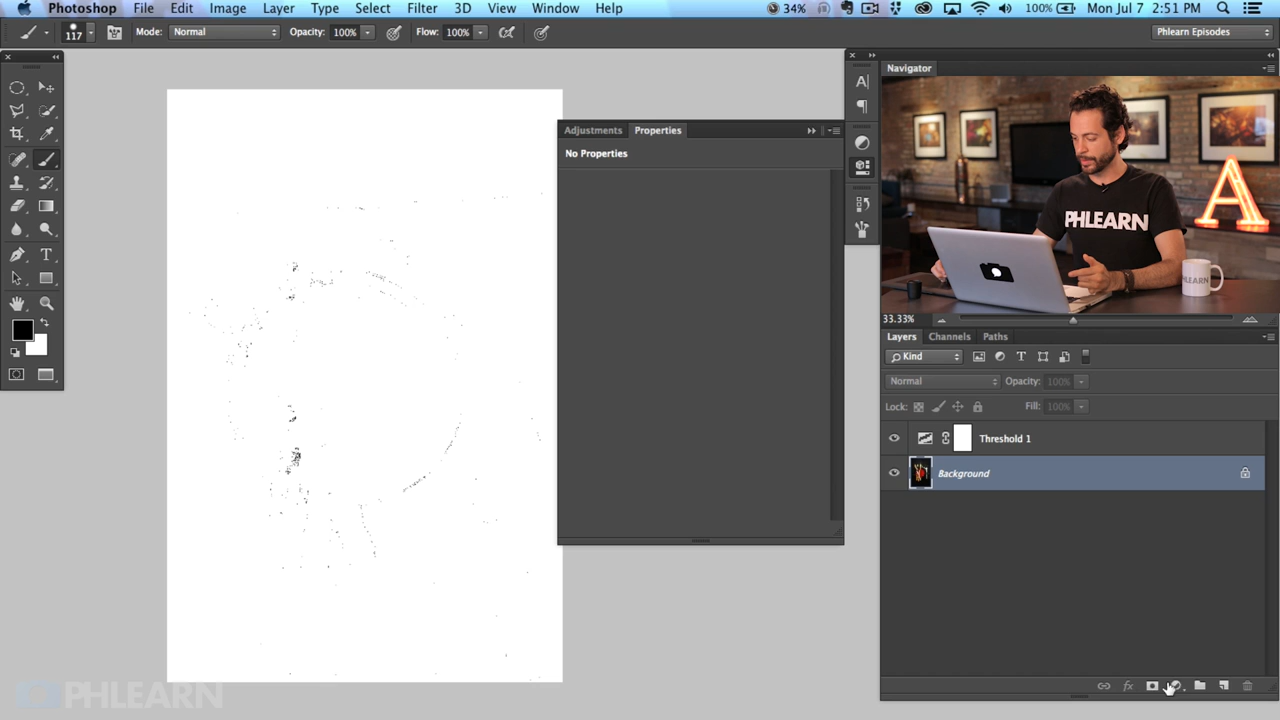 Photoshop File Edit Image Layer Type Select Filter 3D View Window Help 34% 100% Mon Jul 7 2:51 PM
117 Mode: Normal Opacity: 100% Flow: 100% Phlearn Episodes
Navigator
Adjustments Properties
No Properties
A
PHLEARN
PHLEARN
33.33%
Layers Channels Paths
Kind
Normal Opacity: 100%
Lock: Fill: 100%
Threshold 1
Background
PHLEARN